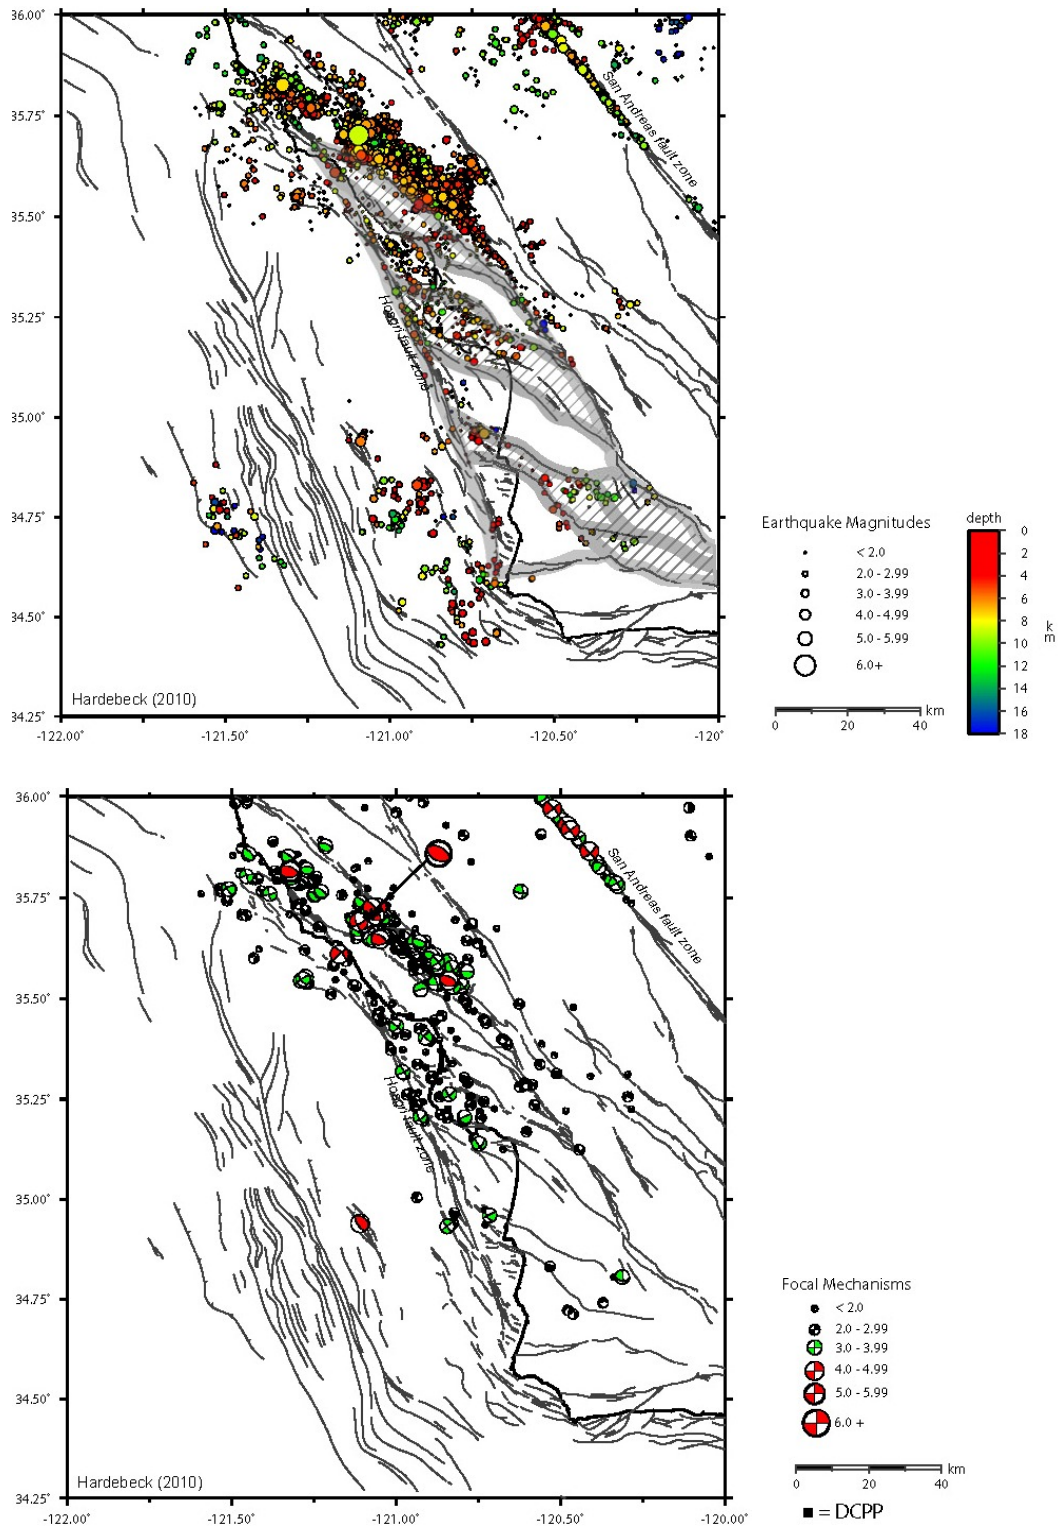 36.00°
35.75°
35.50°
35.25°
35.00°
34.75°
34.50°
34.25°
-122.00°
-121.50°
-121.00°
-120.50°
-120°
San Andreas fault zone
Hosgri fault zone
Hardebeck (2010)
Earthquake Magnitudes
< 2.0
2.0 - 2.99
3.0 - 3.99
4.0 - 4.99
5.0 - 5.99
6.0+
0 20 40 km
depth
0
2
4
6
8
10
12
14
16
18
km
36.00°
35.75°
35.50°
35.25°
35.00°
34.75°
34.50°
34.25°
-122.00°
-121.50°
-121.00°
-120.50°
-120.00°
San Andreas fault zone
Hosgri fault zone
Hardebeck (2010)
Focal Mechanisms
< 2.0
2.0 - 2.99
3.0 - 3.99
4.0 - 4.99
5.0 - 5.99
6.0 +
0 20 40 km
■ = DCPP